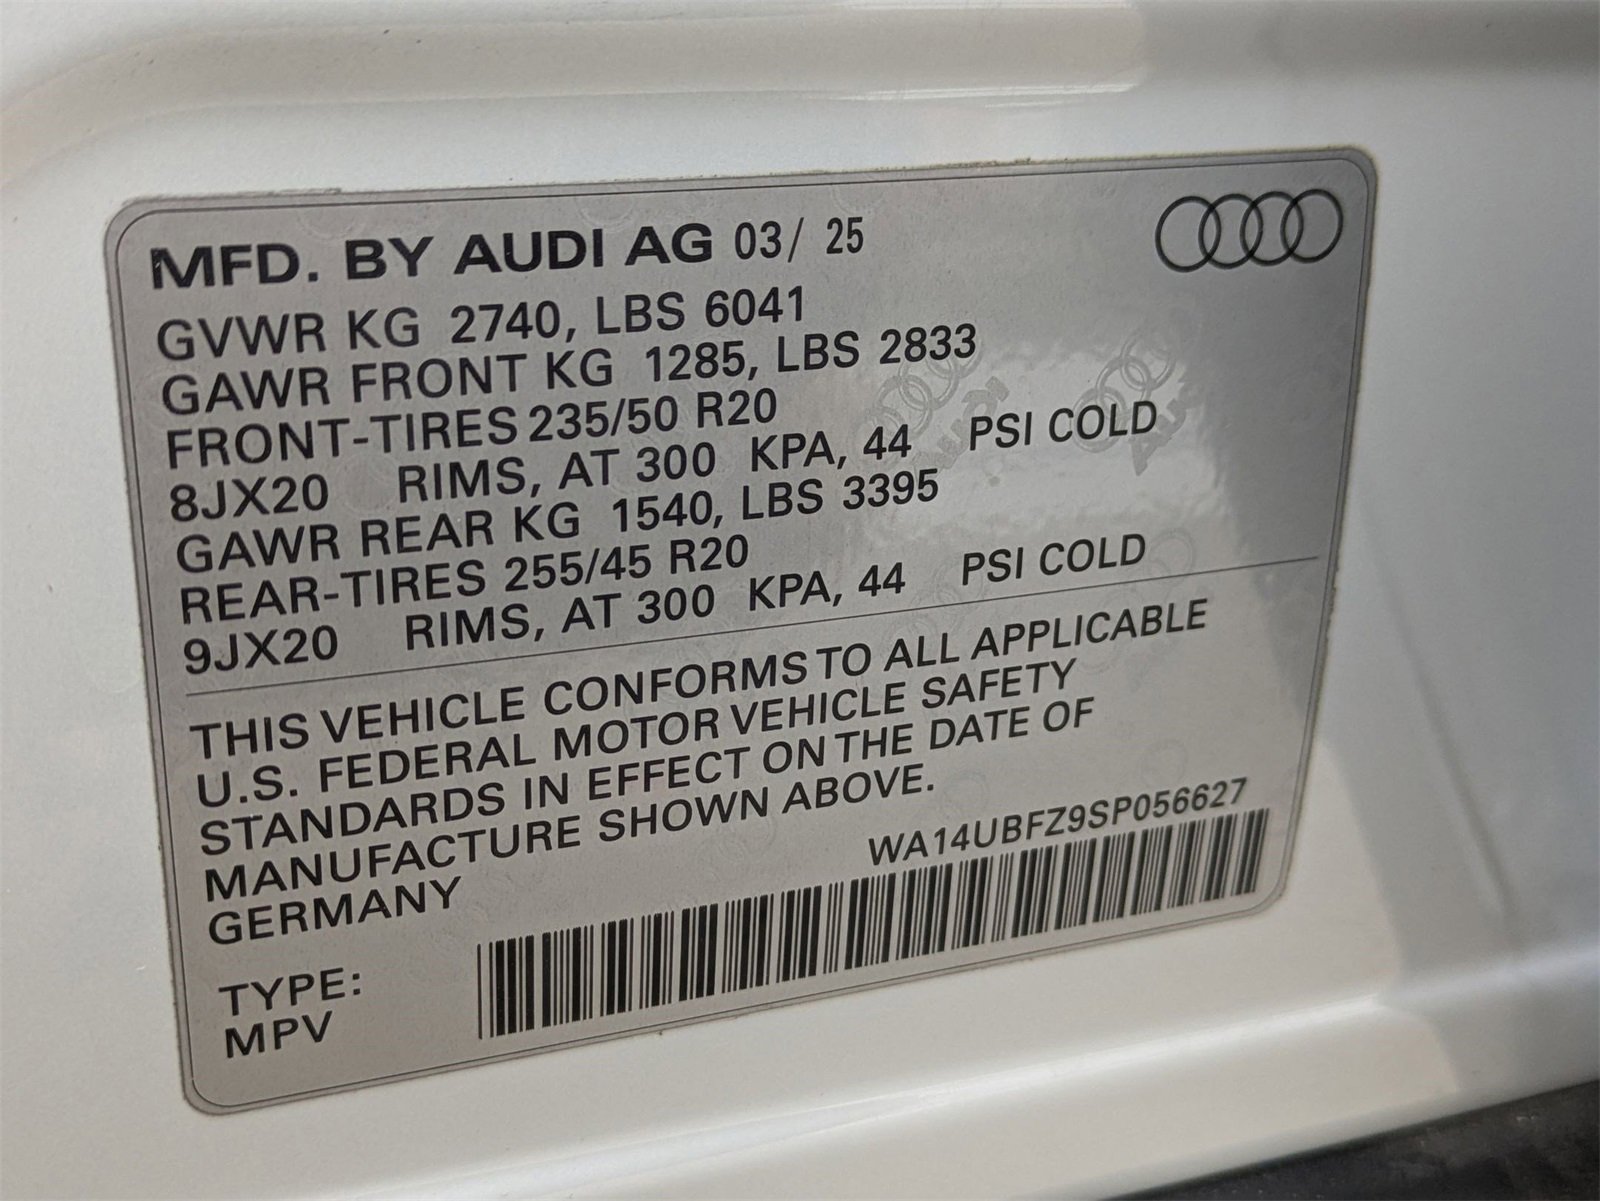 MFD. BY AUDI AG 03/ 25
GVWR KG 2740, LBS 6041
GAWR FRONT KG 1285, LBS 2833
FRONT-TIRES 235/50 R20
8JX20 RIMS, AT 300 KPA, 44 PSI COLD
GAWR REAR KG 1540, LBS 3395
REAR-TIRES 255/45 R20
9JX20 RIMS, AT 300 KPA, 44 PSI COLD
THIS VEHICLE CONFORMS TO ALL APPLICABLE
U.S. FEDERAL MOTOR VEHICLE SAFETY
STANDARDS IN EFFECT ON THE DATE OF
MANUFACTURE SHOWN ABOVE.
GERMANY
WA14UBFZ9SP056627
TYPE:
MPV